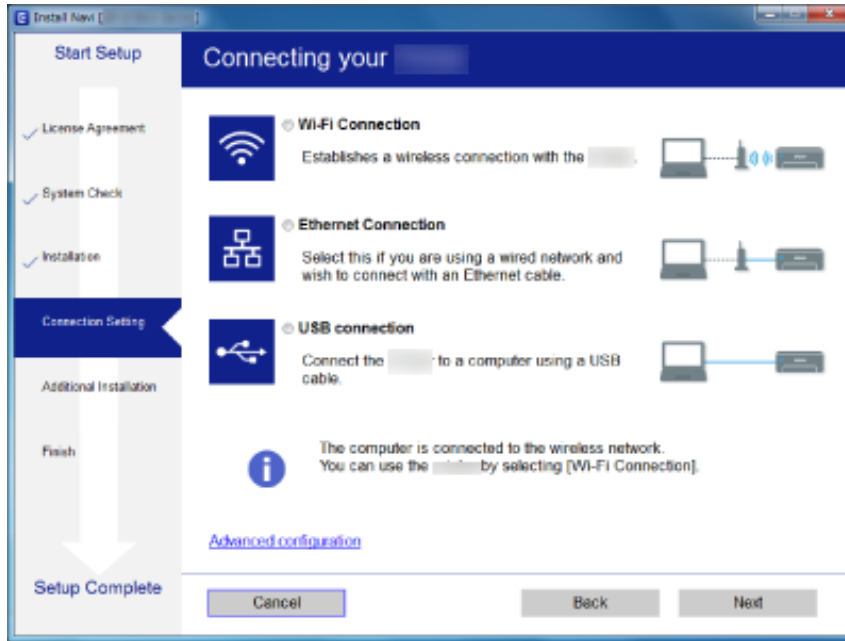 Install Navi [
]
Start Setup
Connecting your
License Agreement
System Check
Installation
Connection Setting
Additional Installation
Finish
Setup Complete
Wi-Fi Connection
Establishes a wireless connection with the .
Ethernet Connection
Select this if you are using a wired network and
wish to connect with an Ethernet cable.
USB connection
Connect the to a computer using a USB
cable.
The computer is connected to the wireless network.
You can use the by selecting [Wi-Fi Connection].
Advanced configuration
Cancel
Back
Next